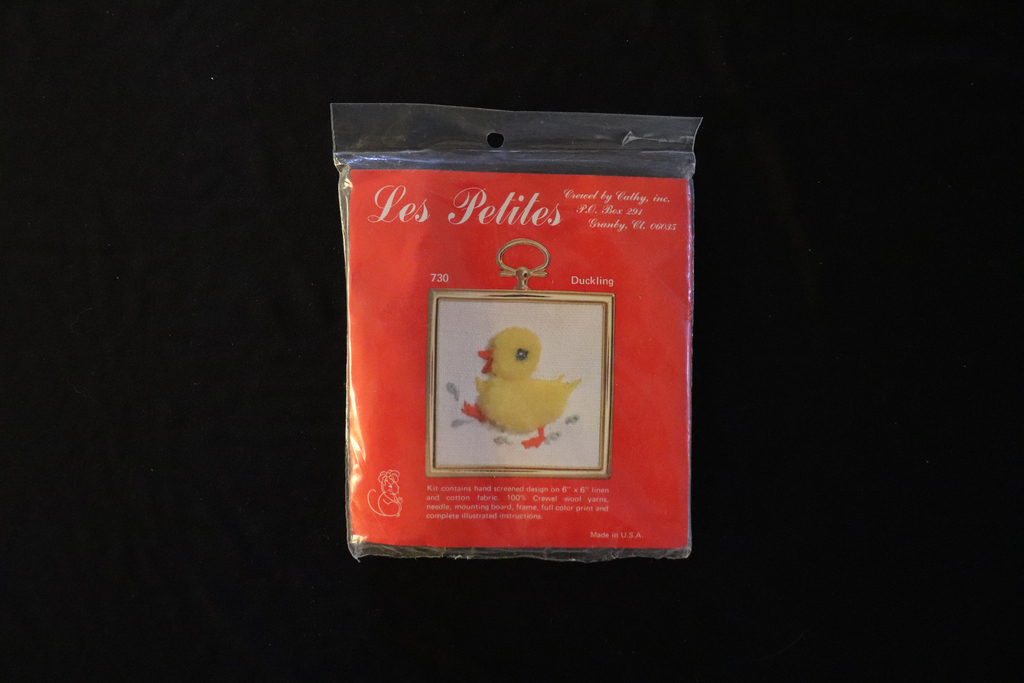 Les Petites
Crewel by Cathy, inc.
P.O. Box 291
Granby, Ct. 06035
730
Duckling
Kit contains hand screened design on 6" x 6" linen
and cotton fabric. 100% Crewel wool yarns,
needle, mounting board, frame, full color print and
complete illustrated instructions.
Made in U.S.A.